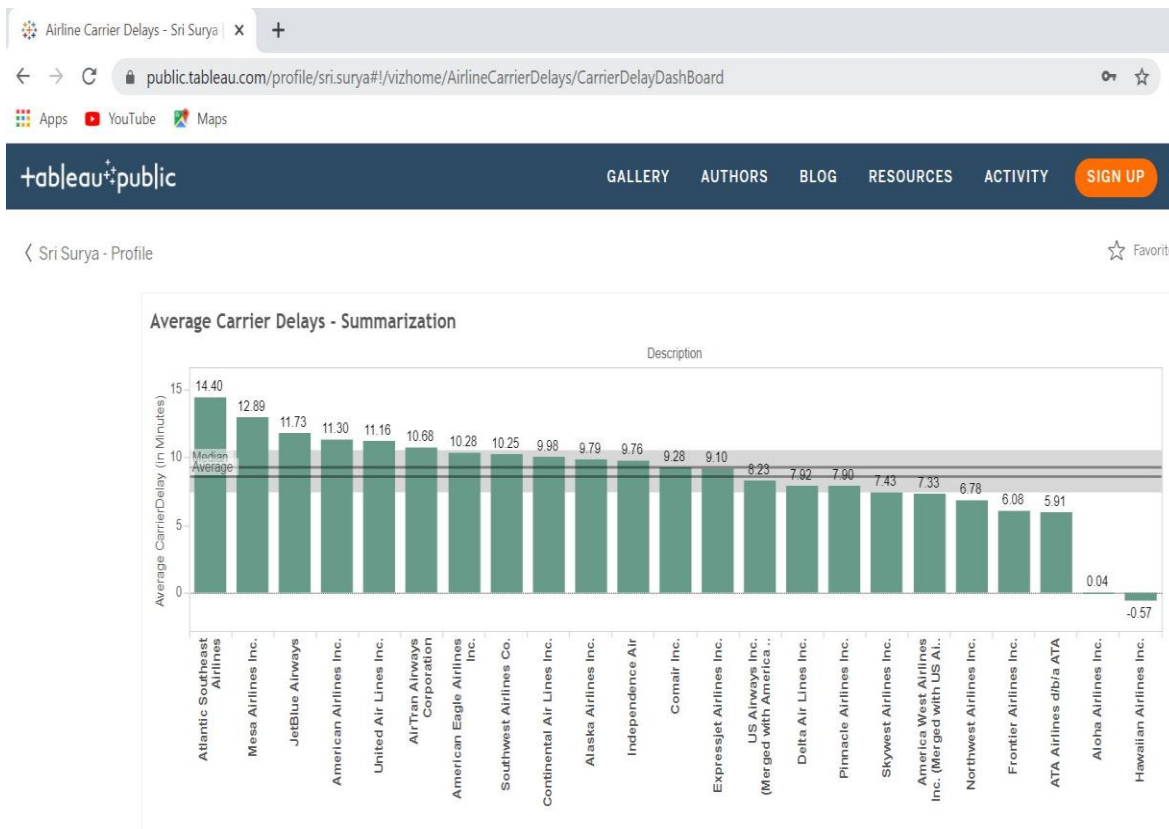 Airline Carrier Delays - Sri Surya
public.tableau.com/profile/sri.surya#!/vizhome/AirlineCarrierDelays/CarrierDelayDashBoard
Apps YouTube Maps
tableau public GALLERY AUTHORS BLOG RESOURCES ACTIVITY SIGN UP
Sri Surya - Profile
Favorit
Average Carrier Delays - Summarization
Description
Average CarrierDelay (in Minutes)
15
10
5
0
Median
Average
14.40
12.89
11.73
11.30
11.16
10.68
10.28
10.25
9.98
9.79
9.76
9.28
9.10
8.23
7.92
7.90
7.43
7.33
6.78
6.08
5.91
0.04
-0.57
Atlantic Southeast
Airlines
Mesa Airlines Inc.
JetBlue Airways
American Airlines Inc.
United Air Lines Inc.
AirTran Airways
Corporation
American Eagle Airlines
Inc.
Southwest Airlines Co.
Continental Air Lines Inc.
Alaska Airlines Inc.
Independence Air
Comair Inc.
Expressjet Airlines Inc.
US Airways Inc.
(Merged with America ..
Delta Air Lines Inc.
Pinnacle Airlines Inc.
Skywest Airlines Inc.
America West Airlines
Inc. (Merged with US Ai..
Northwest Airlines Inc.
Frontier Airlines Inc.
ATA Airlines d/b/a ATA
Aloha Airlines Inc.
Hawaiian Airlines Inc.